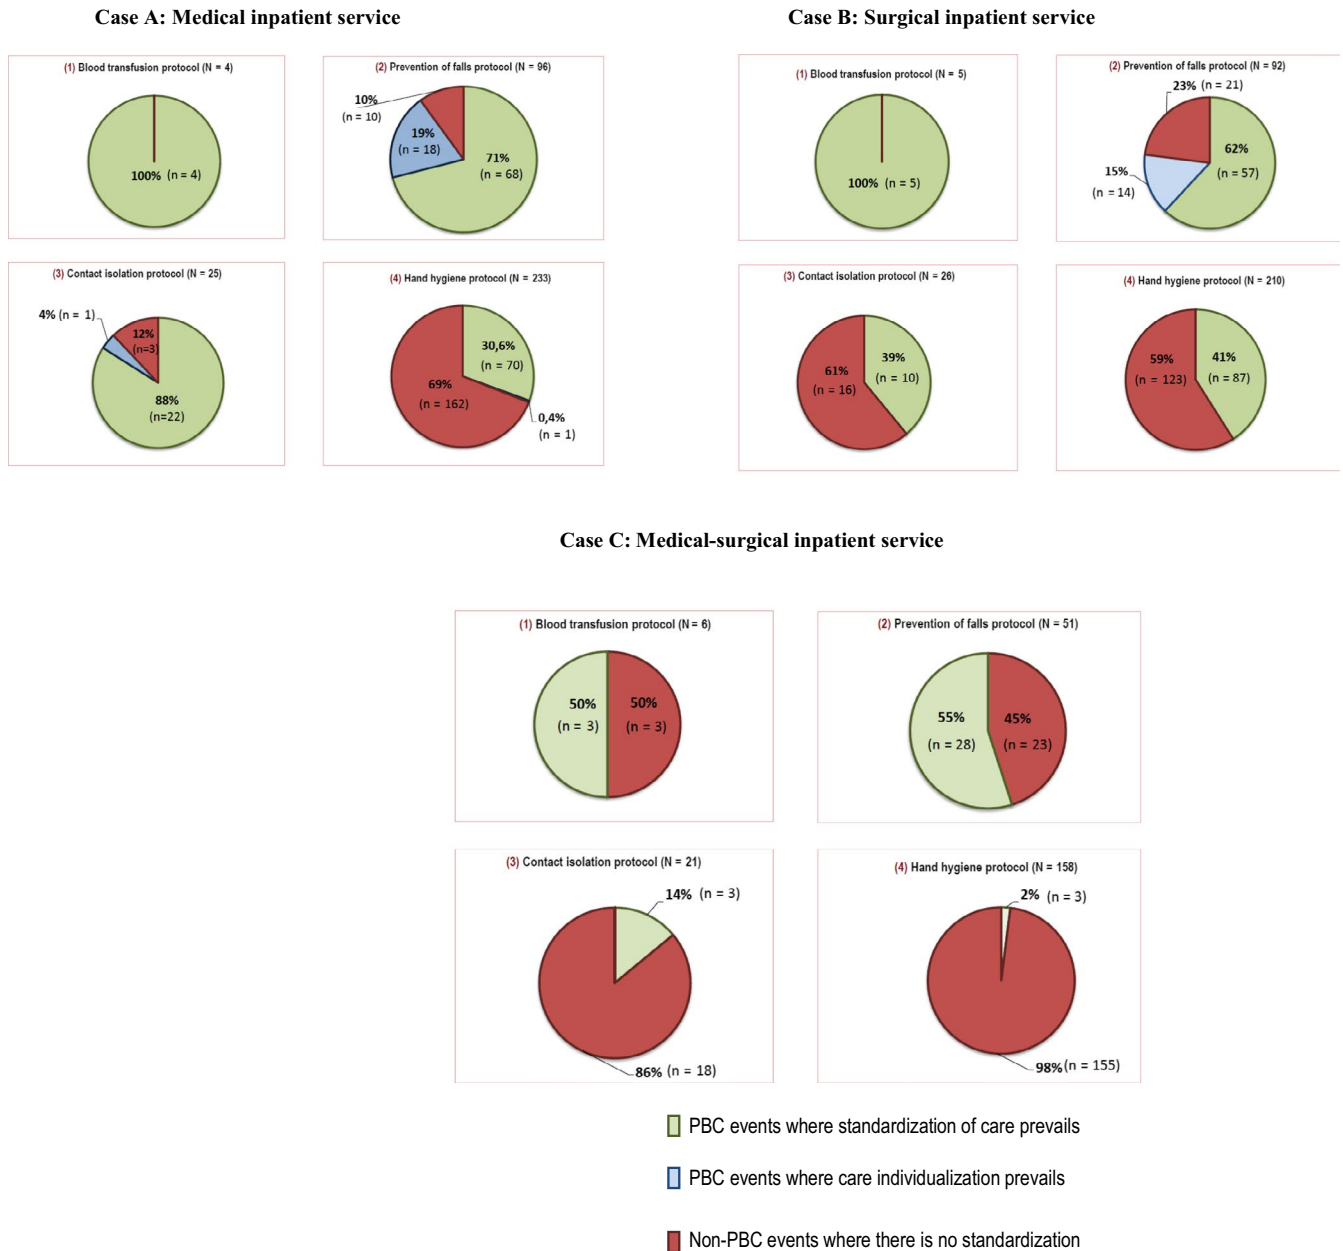 Case A: Medical inpatient service
(1) Blood transfusion protocol (N = 4)
100% (n = 4)
(2) Prevention of falls protocol (N = 96)
10%
(n = 10)
19%
(n = 18)
71%
(n = 68)
(3) Contact isolation protocol (N = 25)
4% (n = 1)
12%
(n=3)
88%
(n=22)
(4) Hand hygiene protocol (N = 233)
30,6%
(n = 70)
69%
(n = 162)
0,4%
(n = 1)
Case B: Surgical inpatient service
(1) Blood transfusion protocol (N = 5)
100% (n = 5)
(2) Prevention of falls protocol (N = 92)
23% (n = 21)
62%
(n = 57)
15%
(n = 14)
(3) Contact isolation protocol (N = 26)
61%
(n = 16)
39%
(n = 10)
(4) Hand hygiene protocol (N = 210)
59%
(n = 123)
41%
(n = 87)
Case C: Medical-surgical inpatient service
(1) Blood transfusion protocol (N = 6)
50%
(n = 3)
50%
(n = 3)
(2) Prevention of falls protocol (N = 51)
55%
(n = 28)
45%
(n = 23)
(3) Contact isolation protocol (N = 21)
14% (n = 3)
86% (n = 18)
(4) Hand hygiene protocol (N = 158)
2% (n = 3)
98% (n = 155)
PBC events where standardization of care prevails
PBC events where care individualization prevails
Non-PBC events where there is no standardization